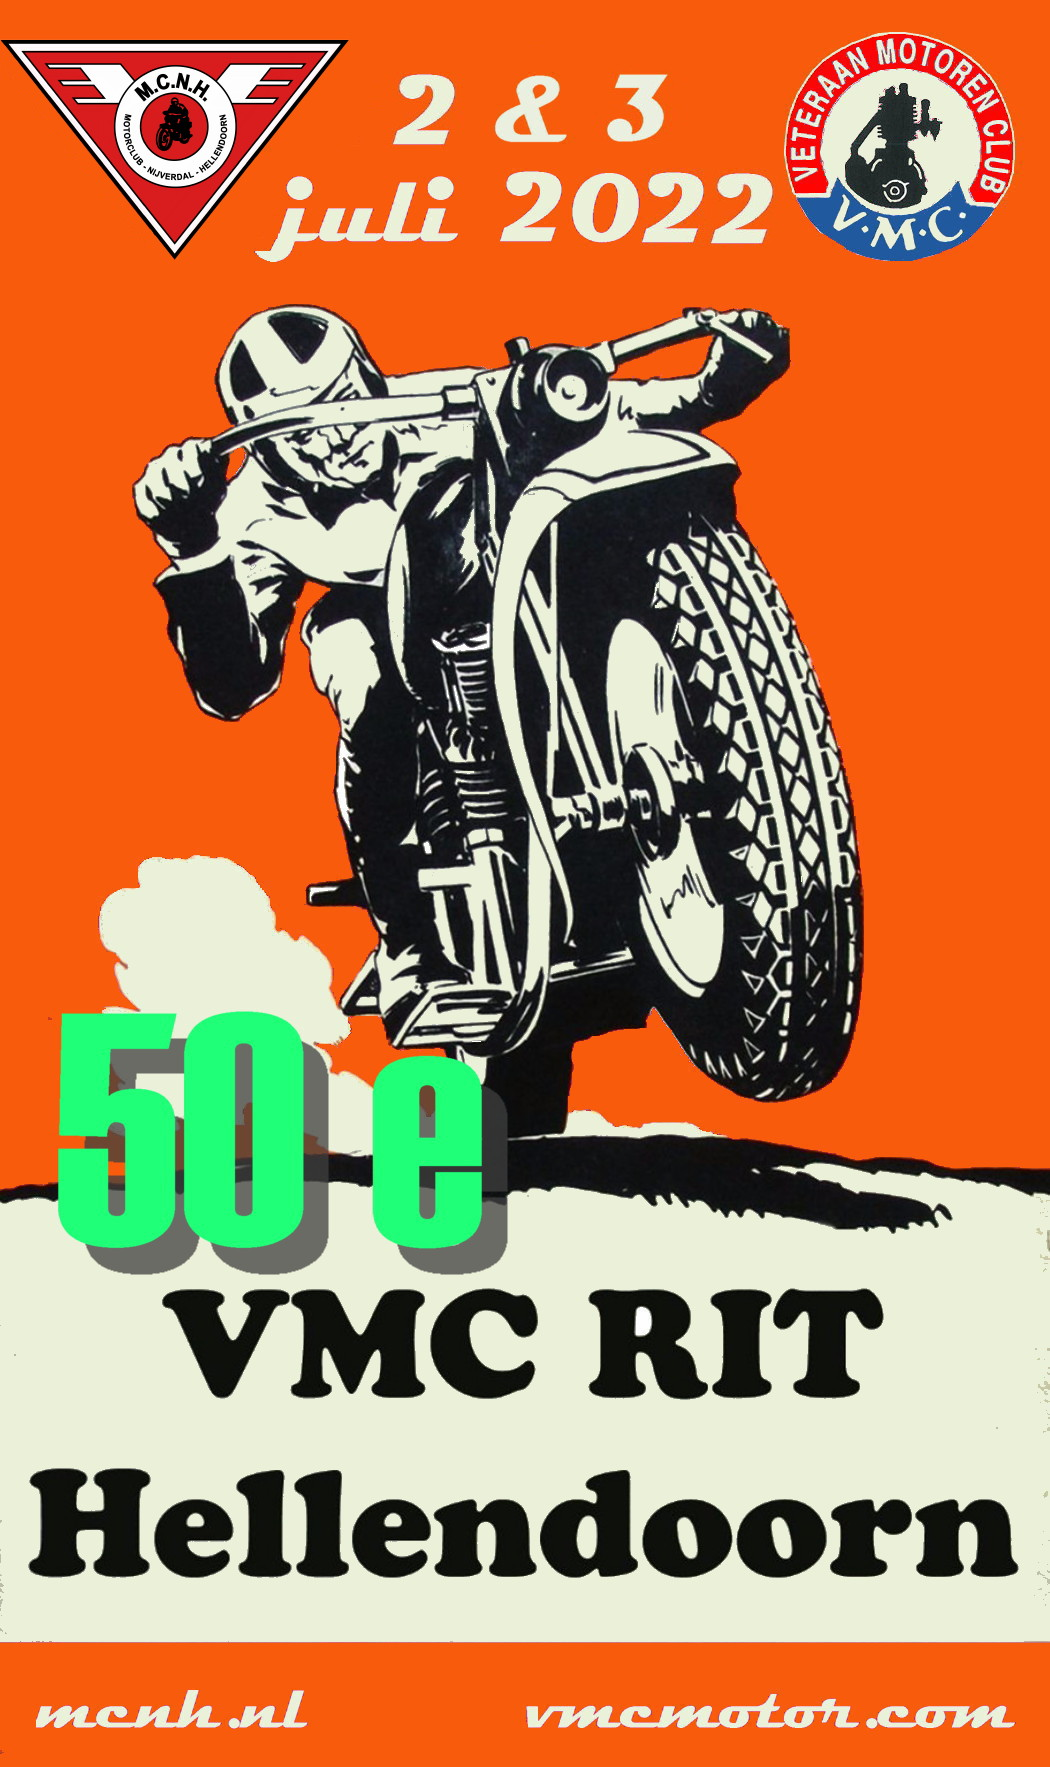 M.C.N.H.
MOTORCLUB - NIJVERDAL - HELLENDOORN
2 & 3
juli 2022
VETERAAN MOTOREN CLUB
V·M·C·
50 e
VMC RIT
Hellendoorn
mcnh.nl
vmcmotor.com